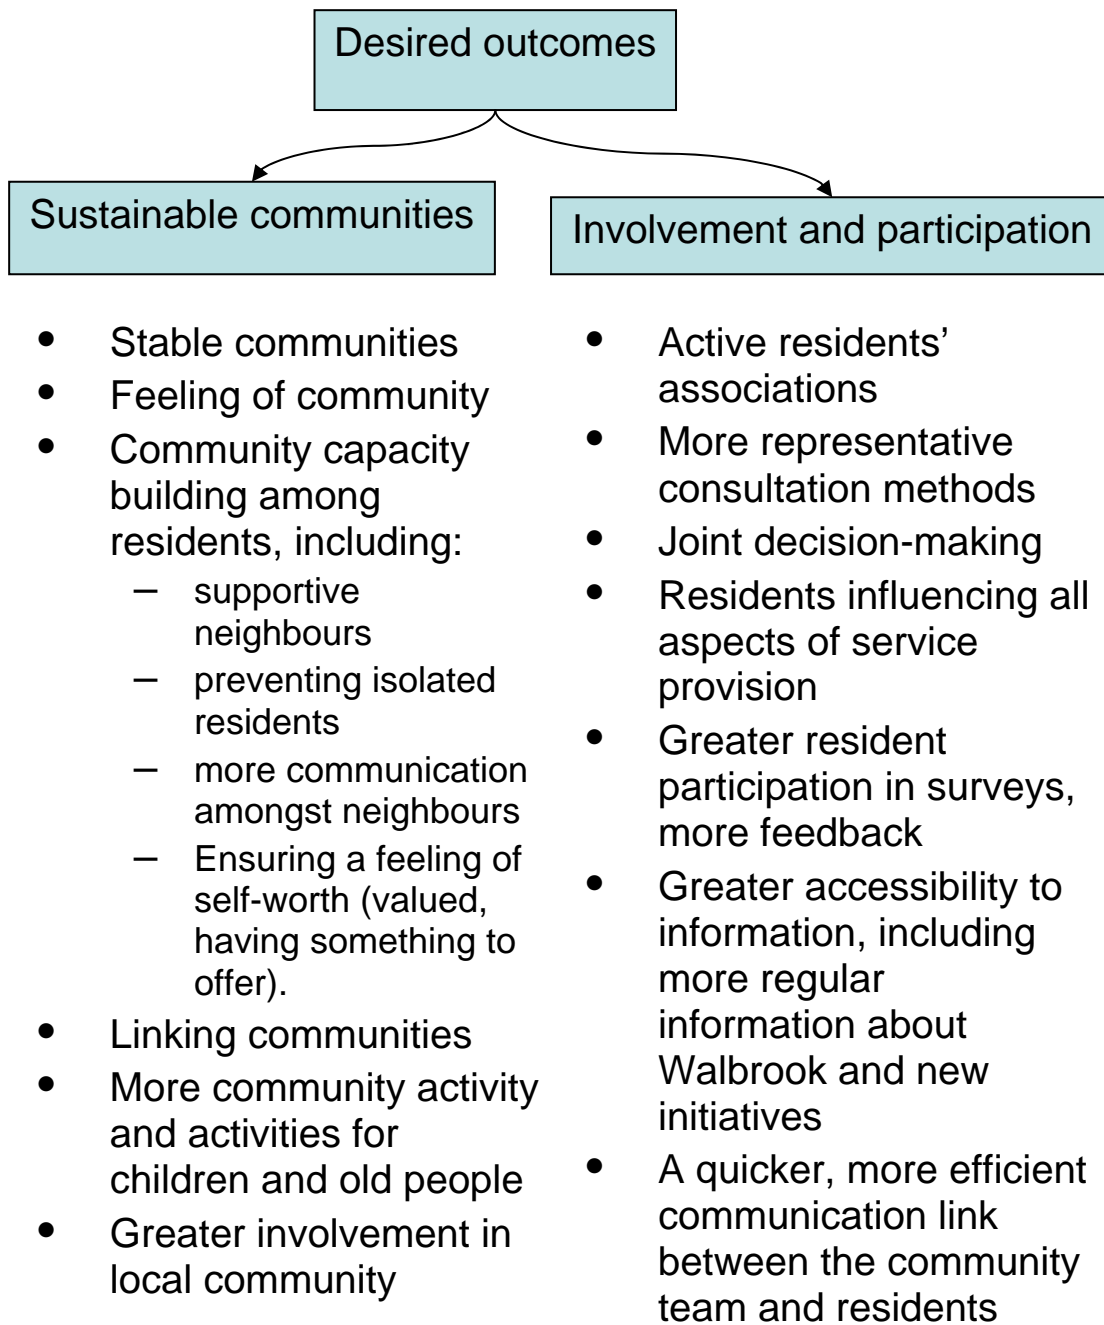 Desired outcomes
Sustainable communities
• Stable communities
• Feeling of community
• Community capacity
building among
residents, including:
– supportive
neighbours
– preventing isolated
residents
– more communication
amongst neighbours
– Ensuring a feeling of
self-worth (valued,
having something to
offer).
• Linking communities
• More community activity
and activities for
children and old people
• Greater involvement in
local community
Involvement and participation
• Active residents’
associations
• More representative
consultation methods
• Joint decision-making
• Residents influencing all
aspects of service
provision
• Greater resident
participation in surveys,
more feedback
• Greater accessibility to
information, including
more regular
information about
Walbrook and new
initiatives
• A quicker, more efficient
communication link
between the community
team and residents